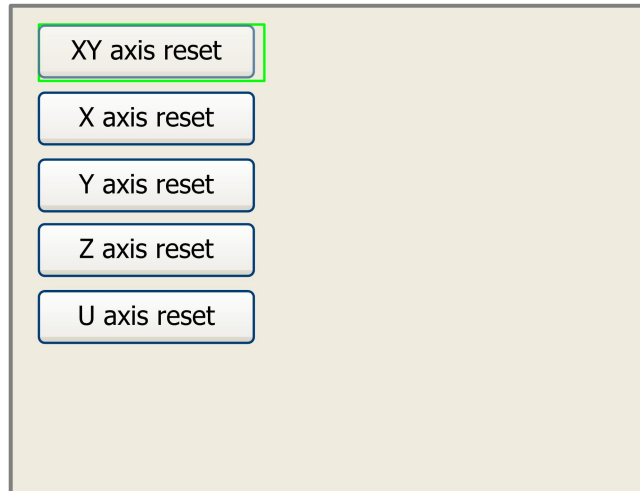 XY axis reset
X axis reset
Y axis reset
Z axis reset
U axis reset